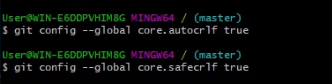 User@WIN-E6DDPVHIM8G MINGW64 / (master)
$ git config --global core.autocrlf true
User@WIN-E6DDPVHIM8G MINGW64 / (master)
$ git config --global core.safecrlf true